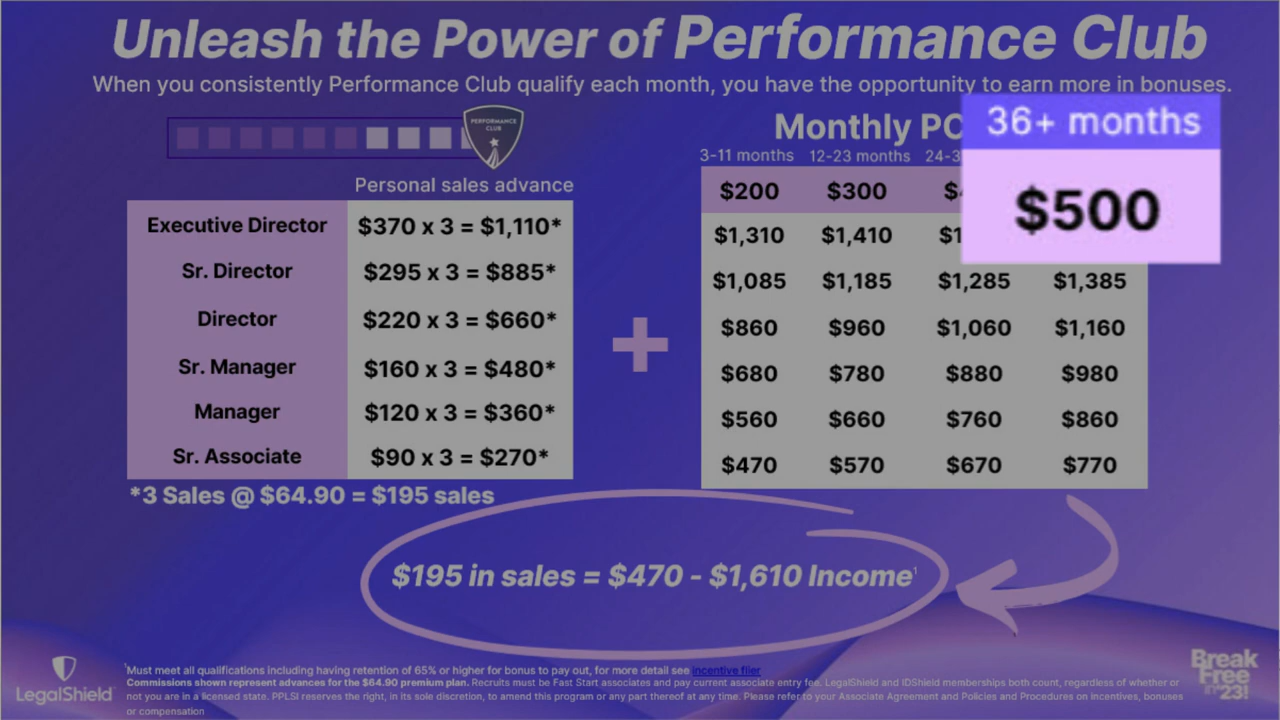 Unleash the Power of Performance Club
When you consistently Performance Club qualify each month, you have the opportunity to earn more in bonuses.
PERFORMANCE
CLUB
Personal sales advance
Executive Director $370 x 3 = $1,110*
Sr. Director $295 x 3 = $885*
Director $220 x 3 = $660*
Sr. Manager $160 x 3 = $480*
Manager $120 x 3 = $360*
Sr. Associate $90 x 3 = $270*
*3 Sales @ $64.90 = $195 sales
+
Monthly PC
3-11 months 12-23 months 24-3
36+ months
$200 $300 $500
$1,310 $1,410 $1
$1,085 $1,185 $1,285 $1,385
$860 $960 $1,060 $1,160
$680 $780 $880 $980
$560 $660 $760 $860
$470 $570 $670 $770
$195 in sales = $470 - $1,610 Income¹
¹Must meet all qualifications including having retention of 65% or higher for bonus to pay out, for more detail see incentive flier
Commissions shown represent advances for the $64.90 premium plan. Recruits must be Fast Start associates and pay current associate entry fee. LegalShield and IDShield memberships both count, regardless of whether or
not you are in a licensed state. PPLSI reserves the right, in its sole discretion, to amend this program or any part thereof at any time. Please refer to your Associate Agreement and Policies and Procedures on incentives, bonuses
or compensation
LegalShield
Break
Free
in '23!